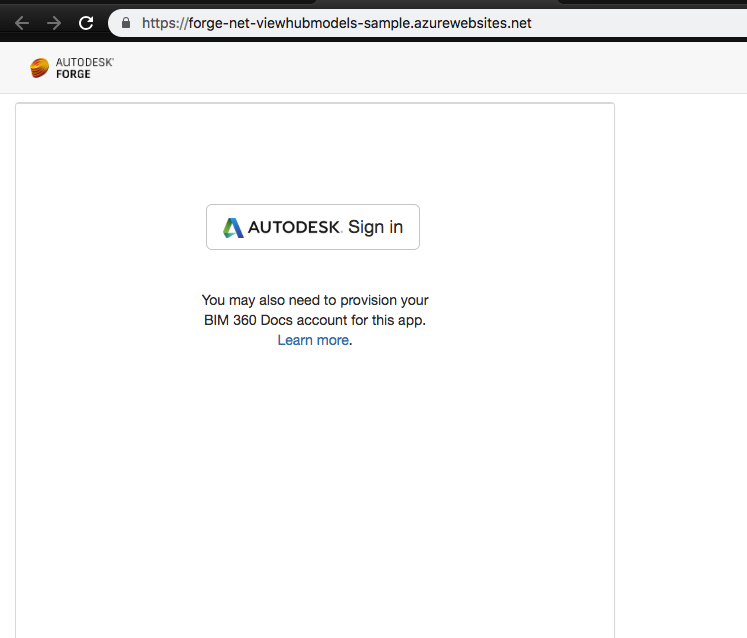 https://forge-net-viewhubmodels-sample.azurewebsites.net
AUTODESK
FORGE
AUTODESK. Sign in
You may also need to provision your
BIM 360 Docs account for this app.
Learn more.